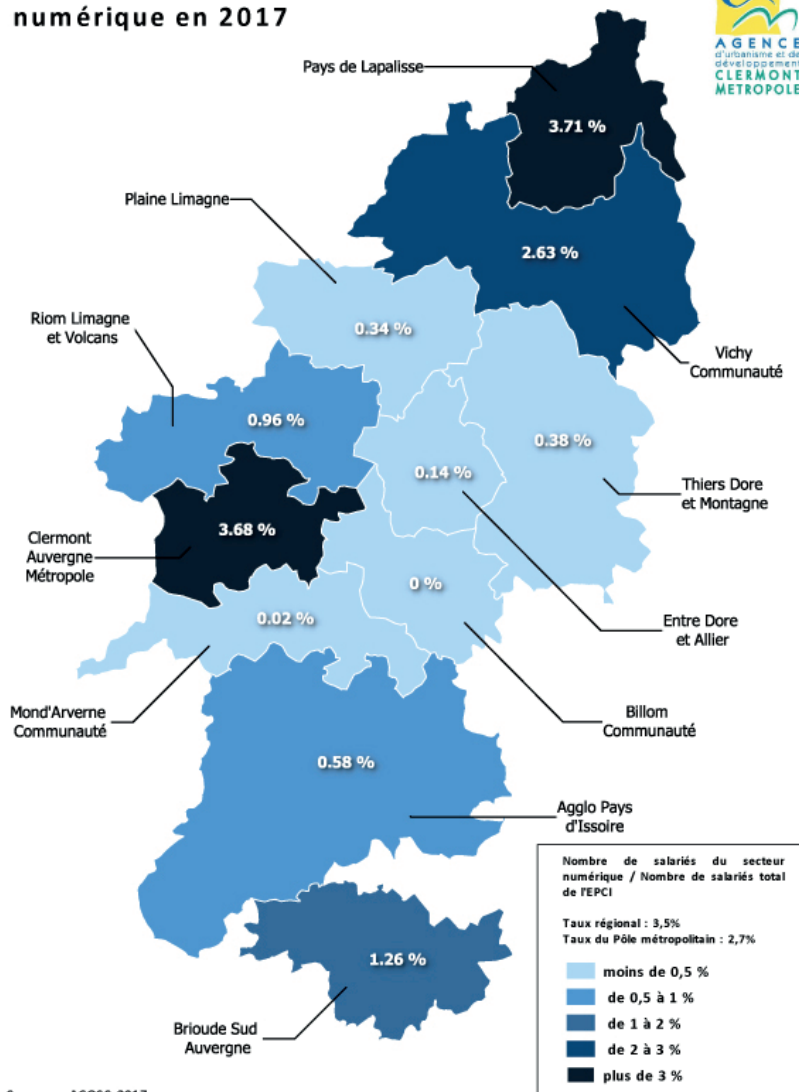 numérique en 2017
AGENCE
d'urbanisme et de
développement
CLERMONT
METROPOLE
Pays de Lapalisse
3.71 %
Plaine Limagne
2.63 %
Riom Limagne
et Volcans
0.34 %
Vichy
Communauté
0.96 %
0.38 %
0.14 %
Thiers Dore
et Montagne
3.68 %
Clermont
Auvergne
Métropole
0 %
0.02 %
Entre Dore
et Allier
Mond'Arverne
Communauté
Billom
Communauté
0.58 %
Agglo Pays
d'Issoire
Nombre de salariés du secteur
numérique / Nombre de salariés total
de l'EPCI
Taux régional : 3,5%
Taux du Pôle métropolitain : 2,7%
moins de 0,5 %
de 0,5 à 1 %
de 1 à 2 %
de 2 à 3 %
plus de 3 %
1.26 %
Brioude Sud
Auvergne